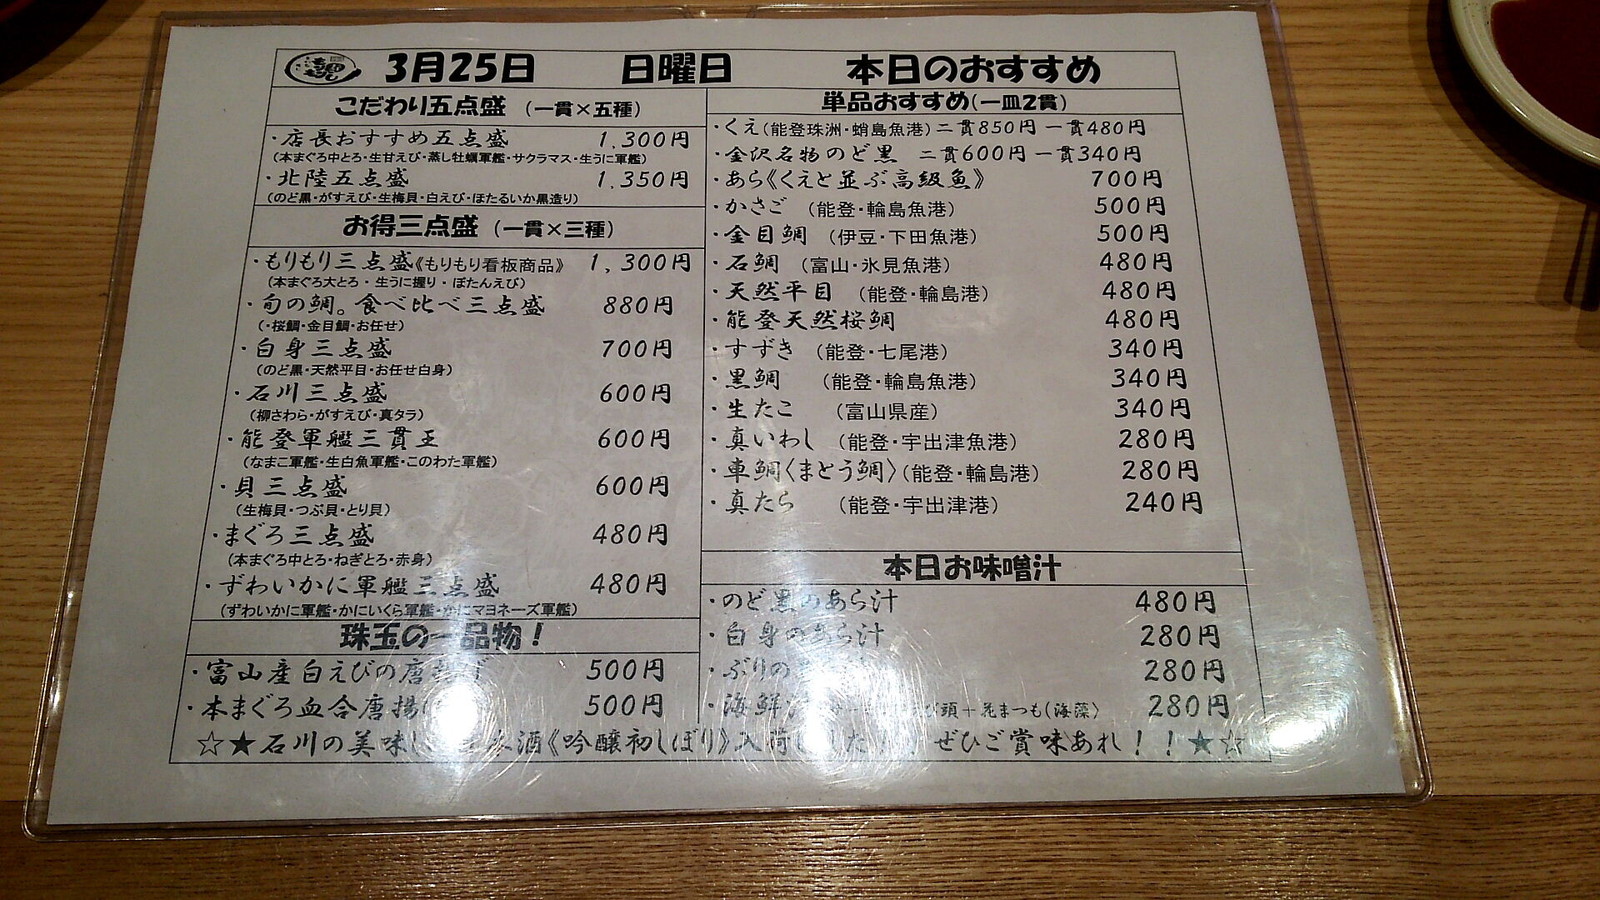 3月25日 日曜日 本日のおすすめ
こだわり五点盛 (一貫×五種)
・店長おすすめ五点盛 1,300円
(本まぐろ中とろ・生甘えび・蒸し牡蠣軍艦・サクラマス・生うに軍艦)
・北陸五点盛 1,350円
(のど黒・がすえび・生梅貝・白えび・ほたるいか黒造り)
お得三点盛 (一貫×三種)
・もりもり三点盛《もりもり看板商品》 1,300円
(本まぐろ大とろ・生うに握り・ぼたんえび)
・旬の鯛。食べ比べ三点盛 880円
(・桜鯛・金目鯛・お任せ)
・白身三点盛 700円
(のど黒・天然平目・お任せ白身)
・石川三点盛 600円
(柳さわら・がすえび・真タラ)
・能登軍艦三貫王 600円
(なまこ軍艦・生白魚軍艦・このわた軍艦)
・貝三点盛 600円
(生梅貝・つぶ貝・とり貝)
・まぐろ三点盛 480円
(本まぐろ中とろ・ねぎとろ・赤身)
・ずわいかに軍艦三点盛 480円
(ずわいかに軍艦・かにいくら軍艦・かにマヨネーズ軍艦)
珠玉の一品物!
・富山産白えびの唐揚げ 500円
・本まぐろ血合唐揚げ 500円
単品おすすめ(一皿2貫)
・くえ(能登珠洲・蛸島魚港)二貫850円 一貫480円
・金沢名物のど黒 二貫600円 一貫340円
・あら《くえと並ぶ高級魚》 700円
・かさご (能登・輪島魚港) 500円
・金目鯛 (伊豆・下田魚港) 500円
・石鯛 (富山・氷見魚港) 480円
・天然平目 (能登・輪島港) 480円
・能登天然桜鯛 480円
・すずき (能登・七尾港) 340円
・黒鯛 (能登・輪島魚港) 340円
・生たこ (富山県産) 340円
・真いわし (能登・宇出津魚港) 280円
・車鯛〈まとう鯛〉(能登・輪島港) 280円
・真たら (能登・宇出津港) 240円
本日お味噌汁
・のど黒のあら汁 480円
・白身のあら汁 280円
・ぶりの 280円
・海鮮 頭+花まつも(海藻) 280円
☆★石川の美味し 酒《吟醸初しぼり》入荷しました ぜひご賞味あれ!!★☆